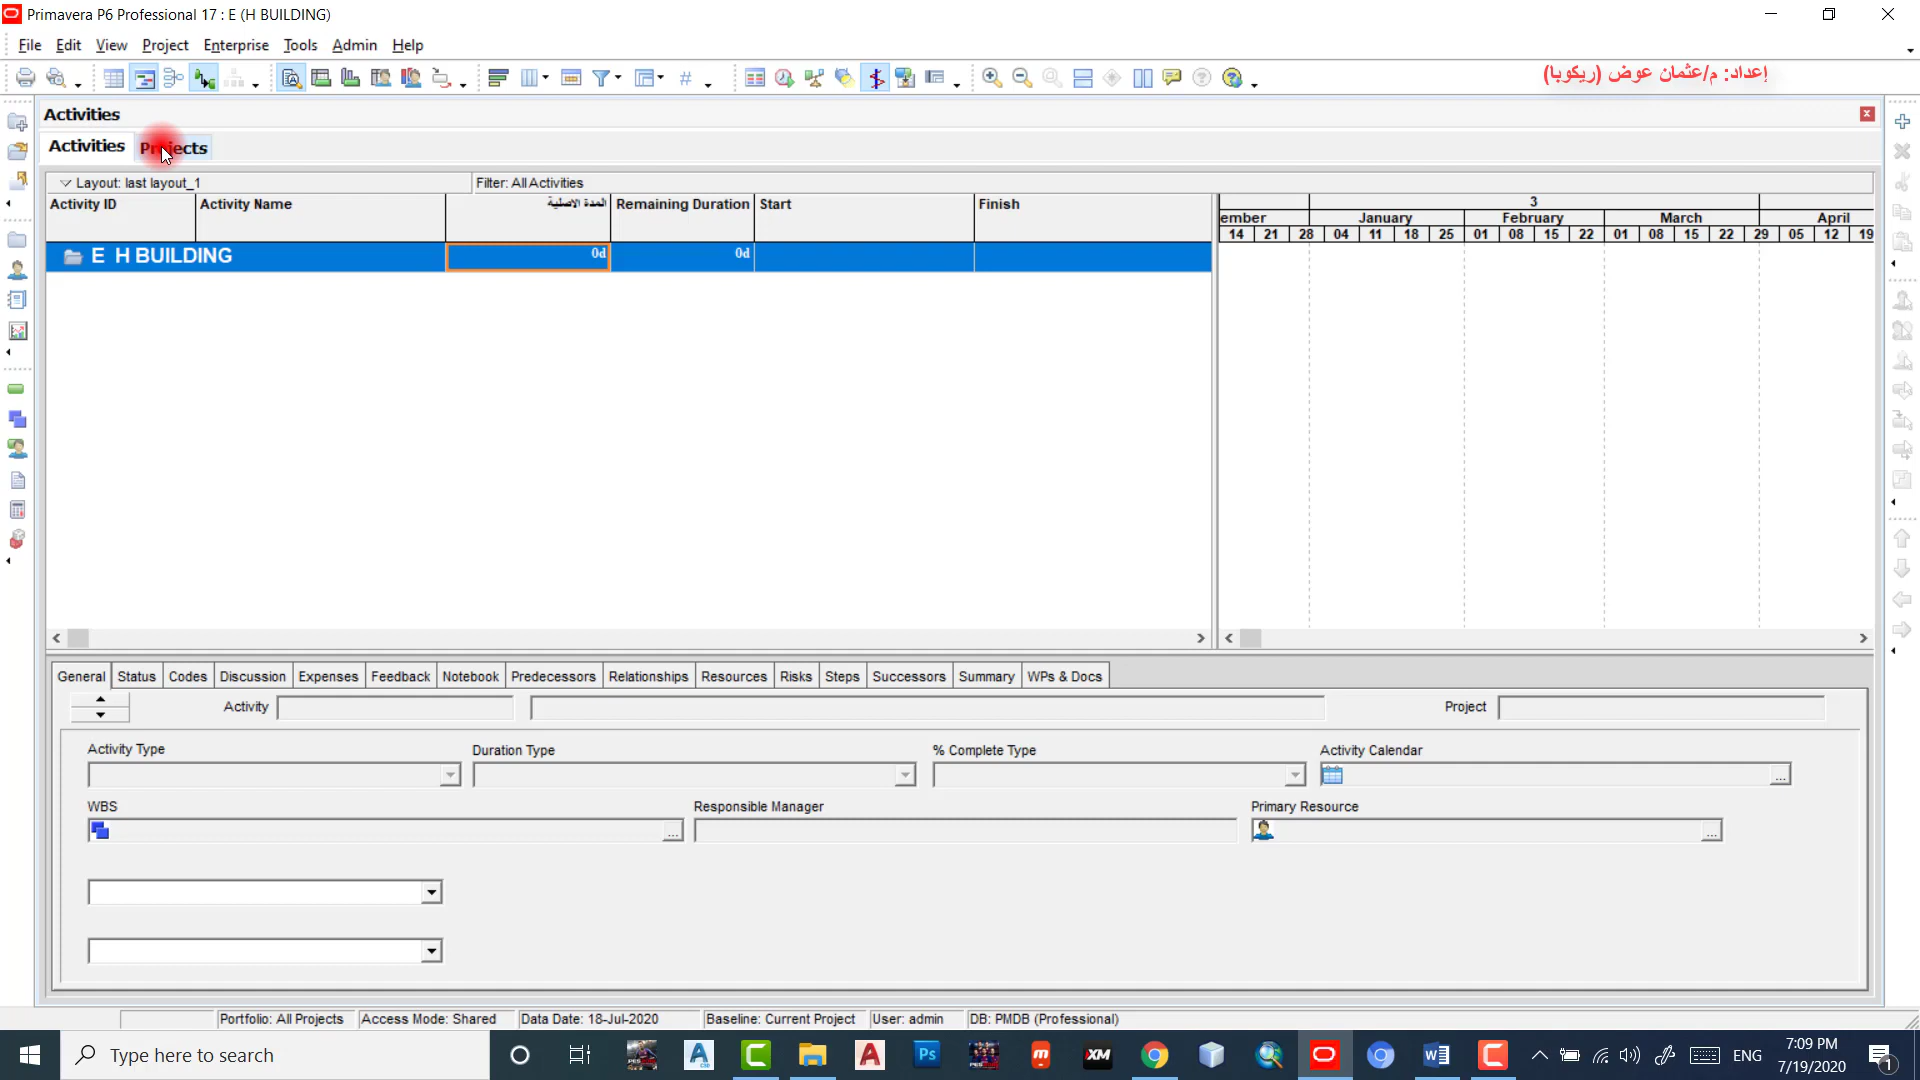 Primavera P6 Professional 17 : E (H BUILDING)
File Edit View Project Enterprise Tools Admin Help
إعداد: م/عثمان عوض (ريكوبا)
Activities
Activities Projects
Layout: last layout_1 Filter: All Activities
Activity ID Activity Name المدة الاصلية Remaining Duration Start Finish
3
ember January February March April
14 21 28 04 11 18 25 01 08 15 22 01 08 15 22 29 05 12 19
E H BUILDING 0d 0d
General Status Codes Discussion Expenses Feedback Notebook Predecessors Relationships Resources Risks Steps Successors Summary WPs & Docs
Activity Project
Activity Type Duration Type % Complete Type Activity Calendar
WBS Responsible Manager Primary Resource
Portfolio: All Projects Access Mode: Shared Data Date: 18-Jul-2020 Baseline: Current Project User: admin DB: PMDB (Professional)
Type here to search
ENG
7:09 PM
7/19/2020
1